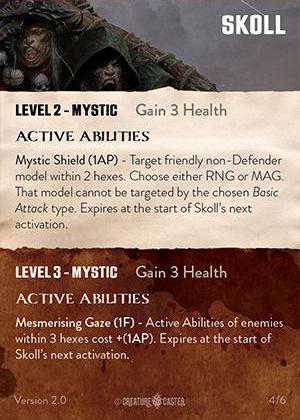 SKOLL
LEVEL 2 - MYSTIC Gain 3 Health
ACTIVE ABILITIES
Mystic Shield (1AP) - Target friendly non-Defender
model within 2 hexes. Choose either RNG or MAG.
That model cannot be targeted by the chosen Basic
Attack type. Expires at the start of Skoll's next
activation.
LEVEL 3 - MYSTIC Gain 3 Health
ACTIVE ABILITIES
Mesmerising Gaze (1F) - Active Abilities of enemies
within 3 hexes cost +(1AP). Expires at the start of
Skoll's next activation.
Version 2.0 © CREATURE CASTER 4/6